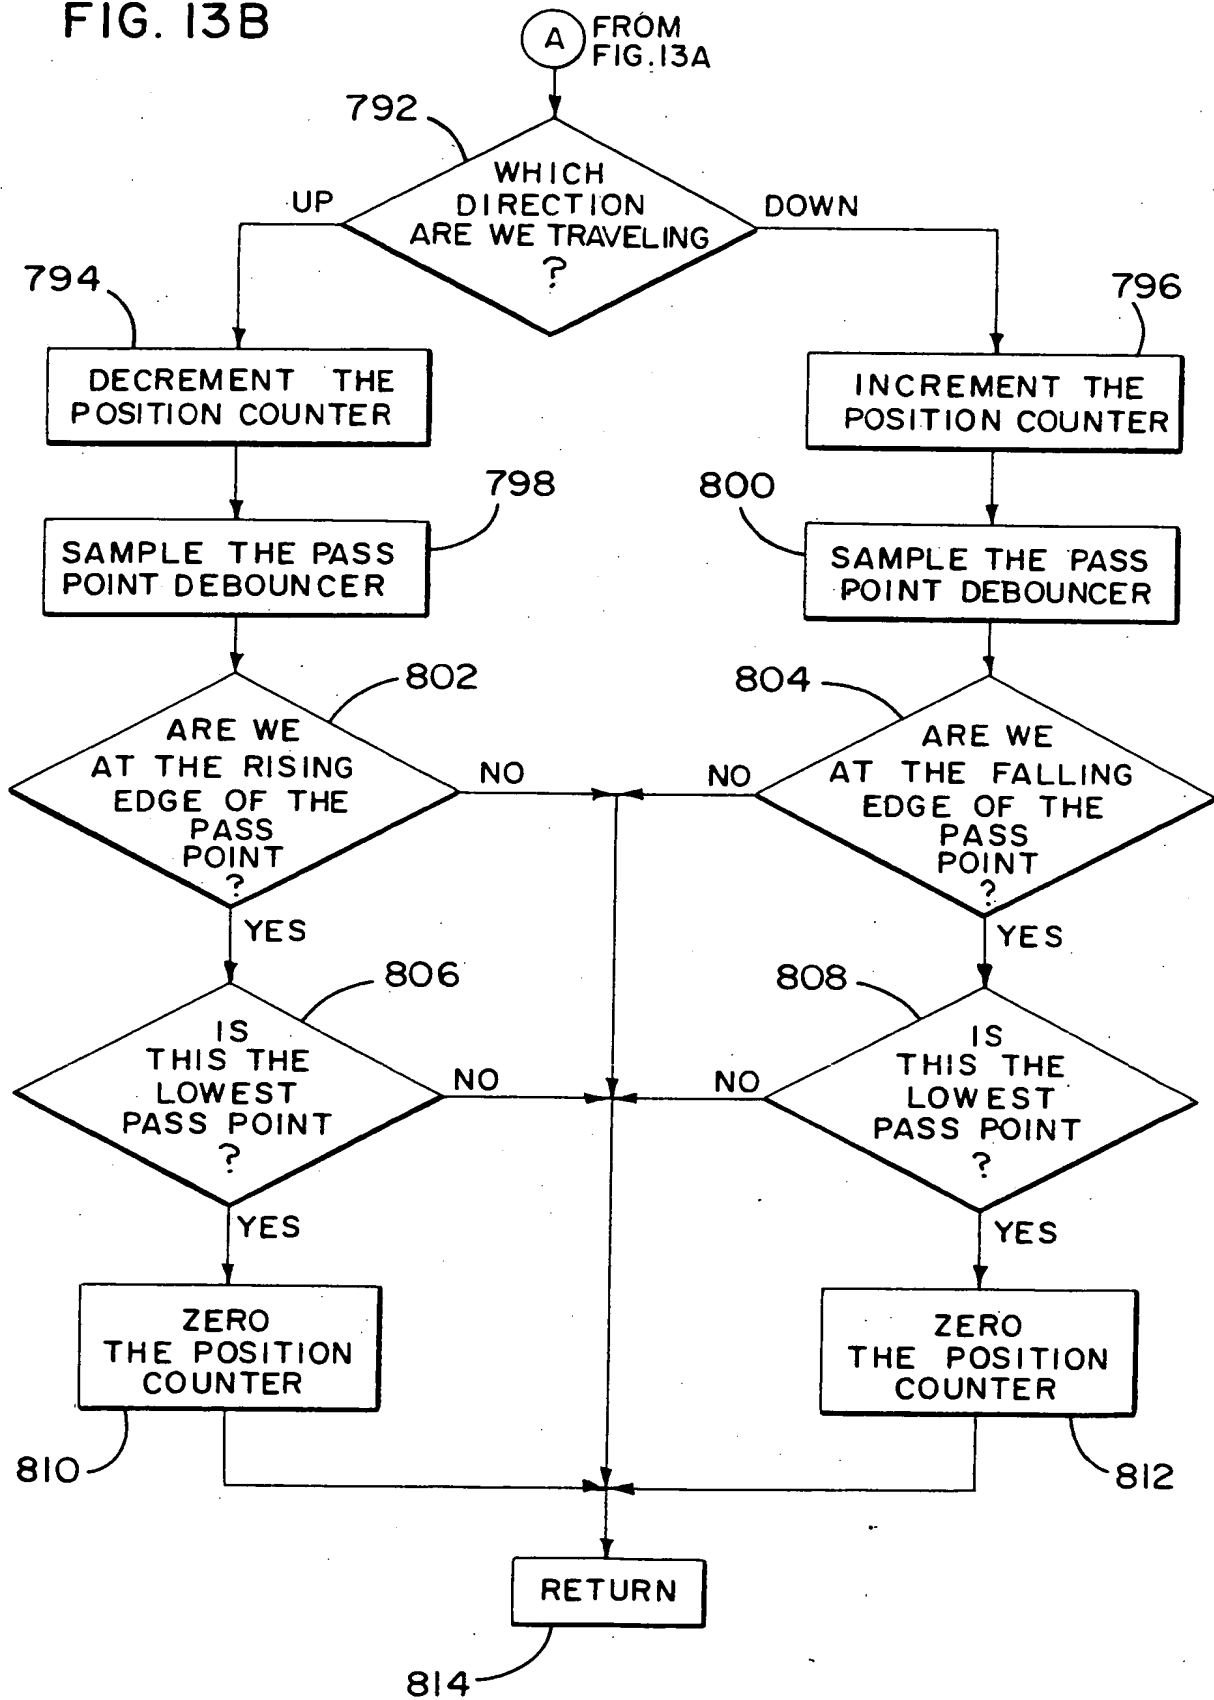 FIG. 13B
A
FROM
FIG.13A
792
WHICH
DIRECTION
ARE WE TRAVELING
?
UP
DOWN
794
796
DECREMENT THE
POSITION COUNTER
INCREMENT THE
POSITION COUNTER
798
800
SAMPLE THE PASS
POINT DEBOUNCER
SAMPLE THE PASS
POINT DEBOUNCER
802
804
ARE WE
AT THE RISING
EDGE OF THE
PASS
POINT
?
NO
NO
ARE WE
AT THE FALLING
EDGE OF THE
PASS
POINT
?
YES
YES
806
808
IS
THIS THE
LOWEST
PASS POINT
?
NO
NO
IS
THIS THE
LOWEST
PASS POINT
?
YES
YES
ZERO
THE POSITION
COUNTER
ZERO
THE POSITION
COUNTER
810
812
RETURN
814